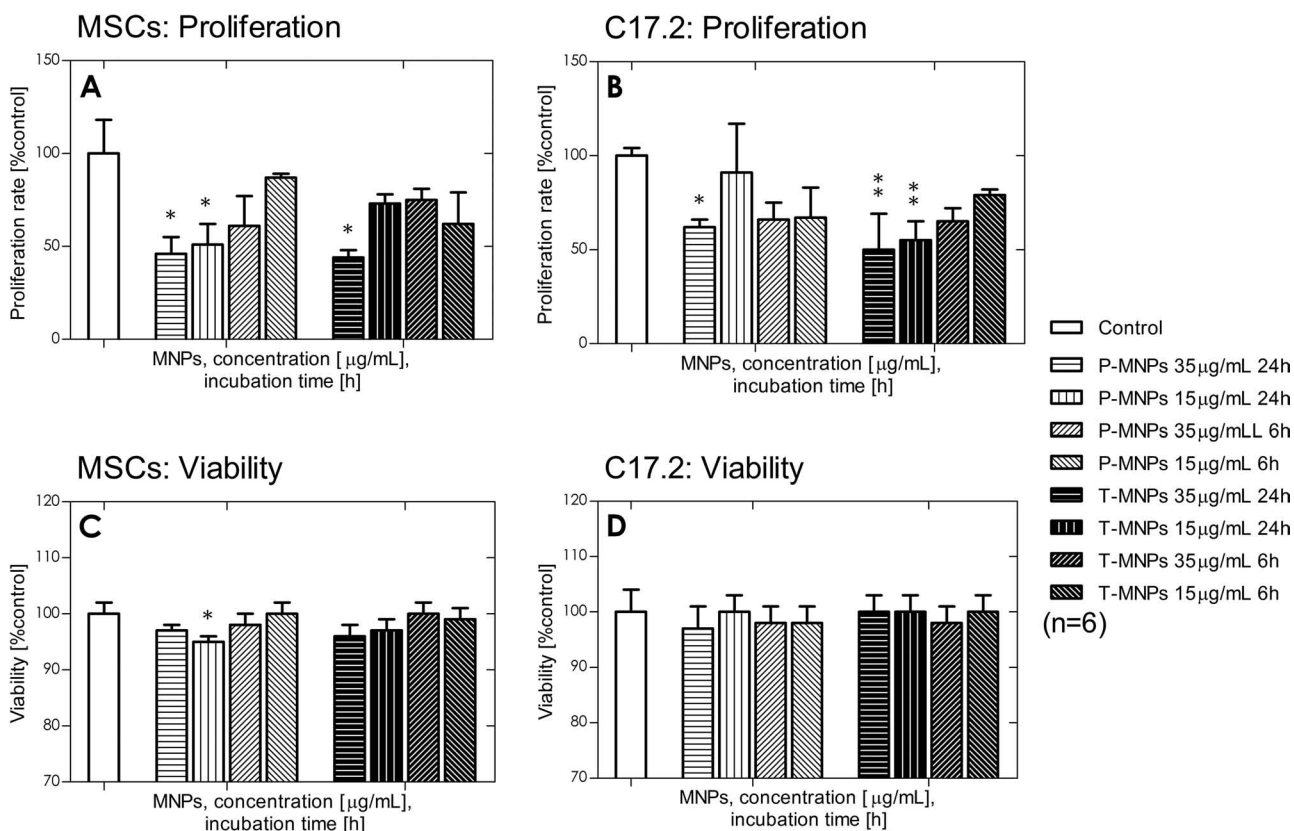 MSCs: Proliferation
A
Proliferation rate [%control]
150
100
50
0
*
*
*
MNPs, concentration [ μg/mL],
incubation time [h]
C17.2: Proliferation
B
Proliferation rate [%control]
150
100
50
0
*
*
*
*
*
MNPs, concentration [ μg/mL],
incubation time [h]
MSCs: Viability
C
Viability [%control]
120
110
100
90
80
70
*
MNPs, concentration [ μg/mL],
incubation time [h]
C17.2: Viability
D
Viability [%control]
120
110
100
90
80
70
MNPs, concentration [ μg/mL],
incubation time [h]
Control
P-MNPs 35μg/mL 24h
P-MNPs 15μg/mL 24h
P-MNPs 35μg/mLL 6h
P-MNPs 15μg/mL 6h
T-MNPs 35μg/mL 24h
T-MNPs 15μg/mL 24h
T-MNPs 35μg/mL 6h
T-MNPs 15μg/mL 6h
(n=6)